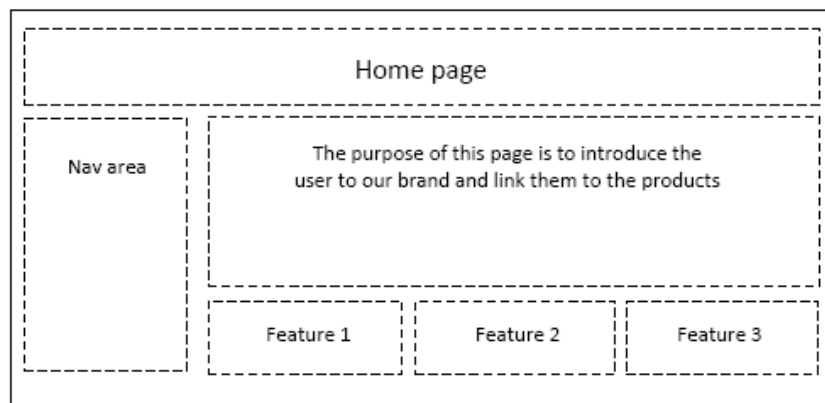 Home page
Nav area
The purpose of this page is to introduce the
user to our brand and link them to the products
Feature 1
Feature 2
Feature 3